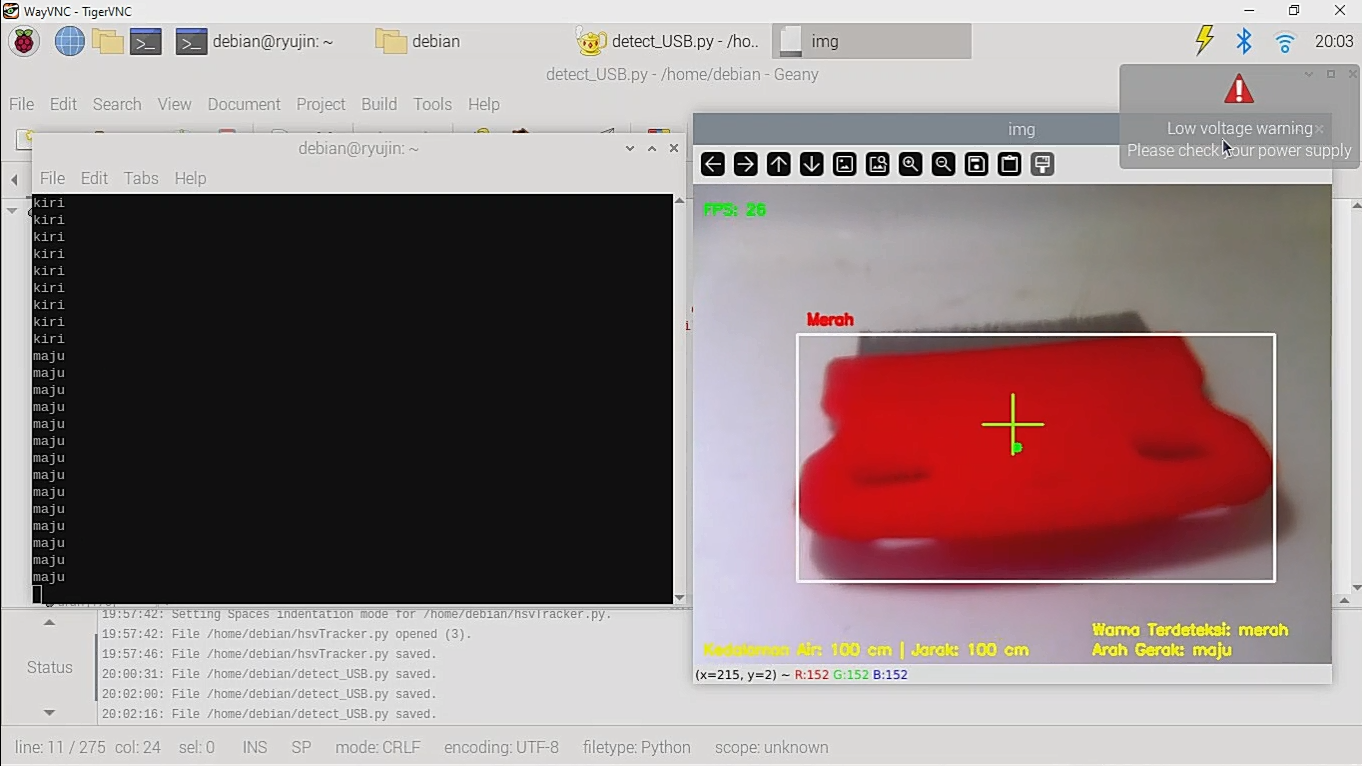 WayVNC - TigerVNC
debian@ryujin: ~
debian
detect_USB.py - /ho..
img
20:03
detect_USB.py - /home/debian - Geany
File Edit Search View Document Project Build Tools Help
Low voltage warning
Please check your power supply
debian@ryujin: ~
File Edit Tabs Help
kiri
kiri
kiri
kiri
kiri
kiri
kiri
kiri
kiri
maju
maju
maju
maju
maju
maju
maju
maju
maju
maju
maju
maju
maju
maju
img
FPS: 26
Merah
Warna Terdeteksi: merah
Kedalaman Air: 100 cm | Jarak: 100 cm
Arah Gerak: maju
(x=215, y=2) ~ R:152 G:152 B:152
Status
19:57:42: Setting Spaces indentation mode for /home/debian/hsvTracker.py.
19:57:42: File /home/debian/hsvTracker.py opened (3).
19:57:46: File /home/debian/hsvTracker.py saved.
20:00:31: File /home/debian/detect_USB.py saved.
20:02:00: File /home/debian/detect_USB.py saved.
20:02:16: File /home/debian/detect_USB.py saved.
line: 11 / 275 col: 24 sel: 0 INS SP mode: CRLF encoding: UTF-8 filetype: Python scope: unknown